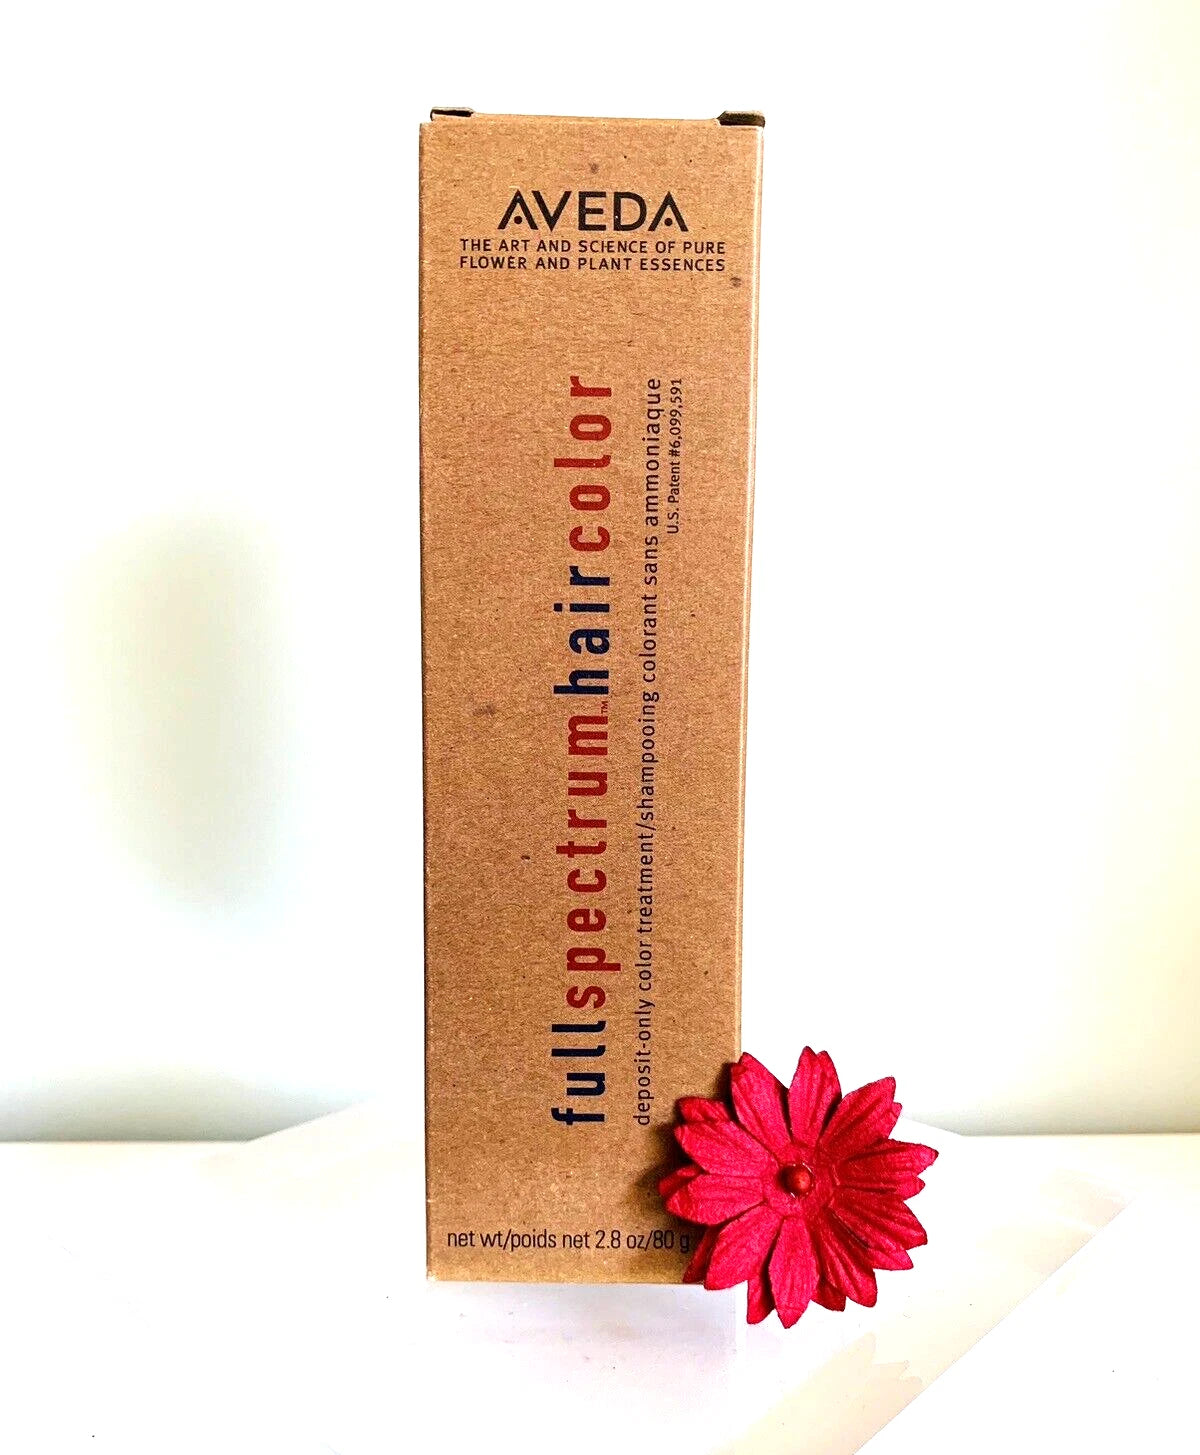 AVEDA
THE ART AND SCIENCE OF PURE
FLOWER AND PLANT ESSENCES
fullspectrum™haircolor
deposit-only color treatment/shampooing colorant sans ammoniaque
U.S. Patent #6,099,591
net wt/poids net 2.8 oz/80 g